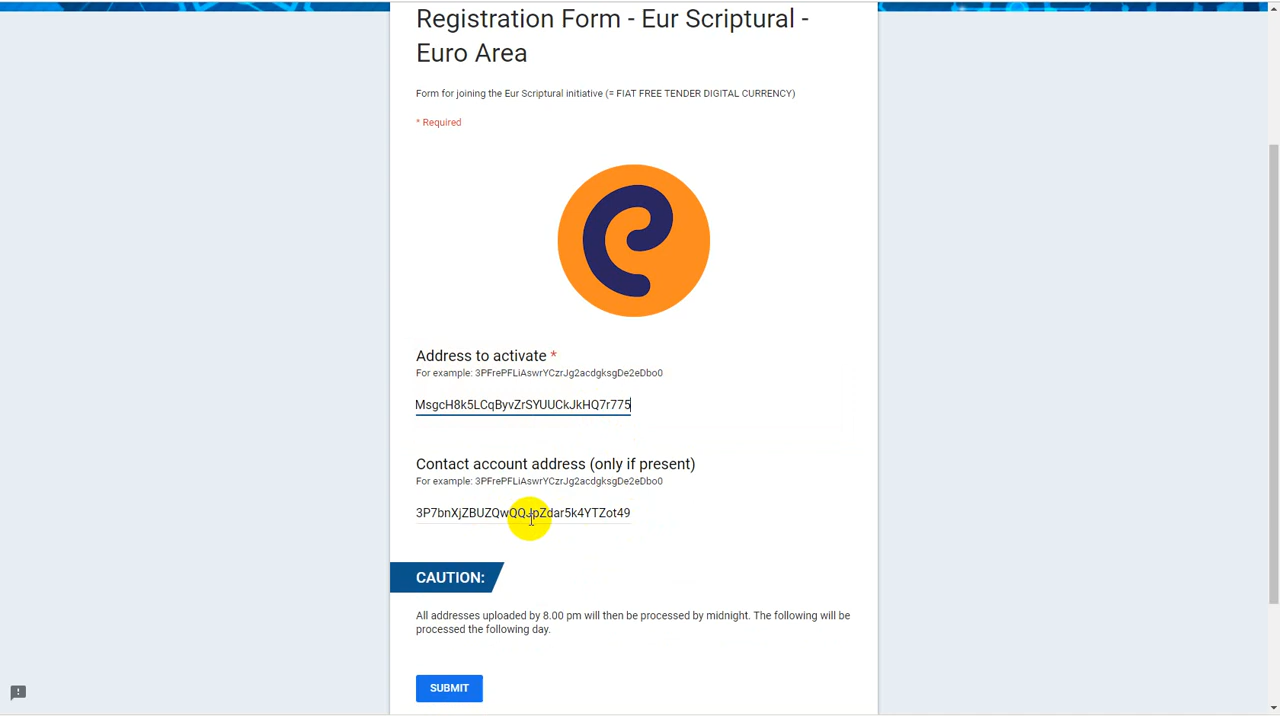 Registration Form - Eur Scriptural -
Euro Area
Form for joining the Eur Scriptural initiative (= FIAT FREE TENDER DIGITAL CURRENCY)
* Required
Address to activate *
For example: 3PFrePFLiAswrYCzrJg2acdgksgDe2eDbo0
MsgcH8k5LCqByvZrSYUUCkJkHQ7r775
Contact account address (only if present)
For example: 3PFrePFLiAswrYCzrJg2acdgksgDe2eDbo0
3P7bnXjZBUZQwQQJpZdar5k4YTZot49
CAUTION:
All addresses uploaded by 8.00 pm will then be processed by midnight. The following will be
processed the following day.
SUBMIT